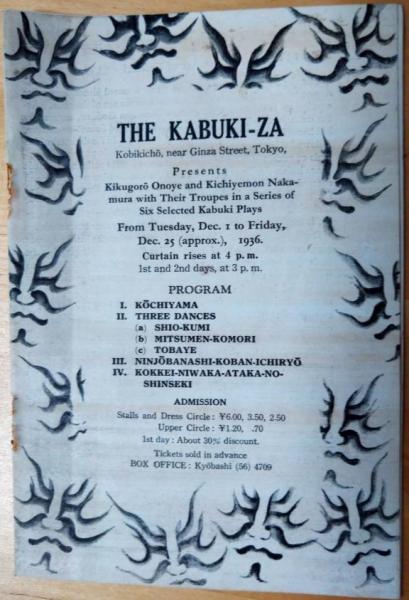 THE KABUKI-ZA
Kobikichō, near Ginza Street, Tokyo,
Presents
Kikugorō Onoye and Kichiyemon Naka-
mura with Their Troupes in a Series of
Six Selected Kabuki Plays
From Tuesday, Dec. 1 to Friday,
Dec. 25 (approx.), 1936.
Curtain rises at 4 p. m.
1st and 2nd days, at 3 p. m.
PROGRAM
I. KŌCHIYAMA
II. THREE DANCES
(a) SHIO-KUMI
(b) MITSUMEN-KOMORI
(c) TOBAYE
III. NINJŌBANASHI-KOBAN-ICHIRYŌ
IV. KOKKEI-NIWAKA-ATAKA-NO-
SHINSEKI
ADMISSION
Stalls and Dress Circle: ¥6.00, 3.50, 2.50
Upper Circle: ¥1.20, .70
1st day: About 30% discount.
Tickets sold in advance
BOX OFFICE: Kyōbashi (56) 4709